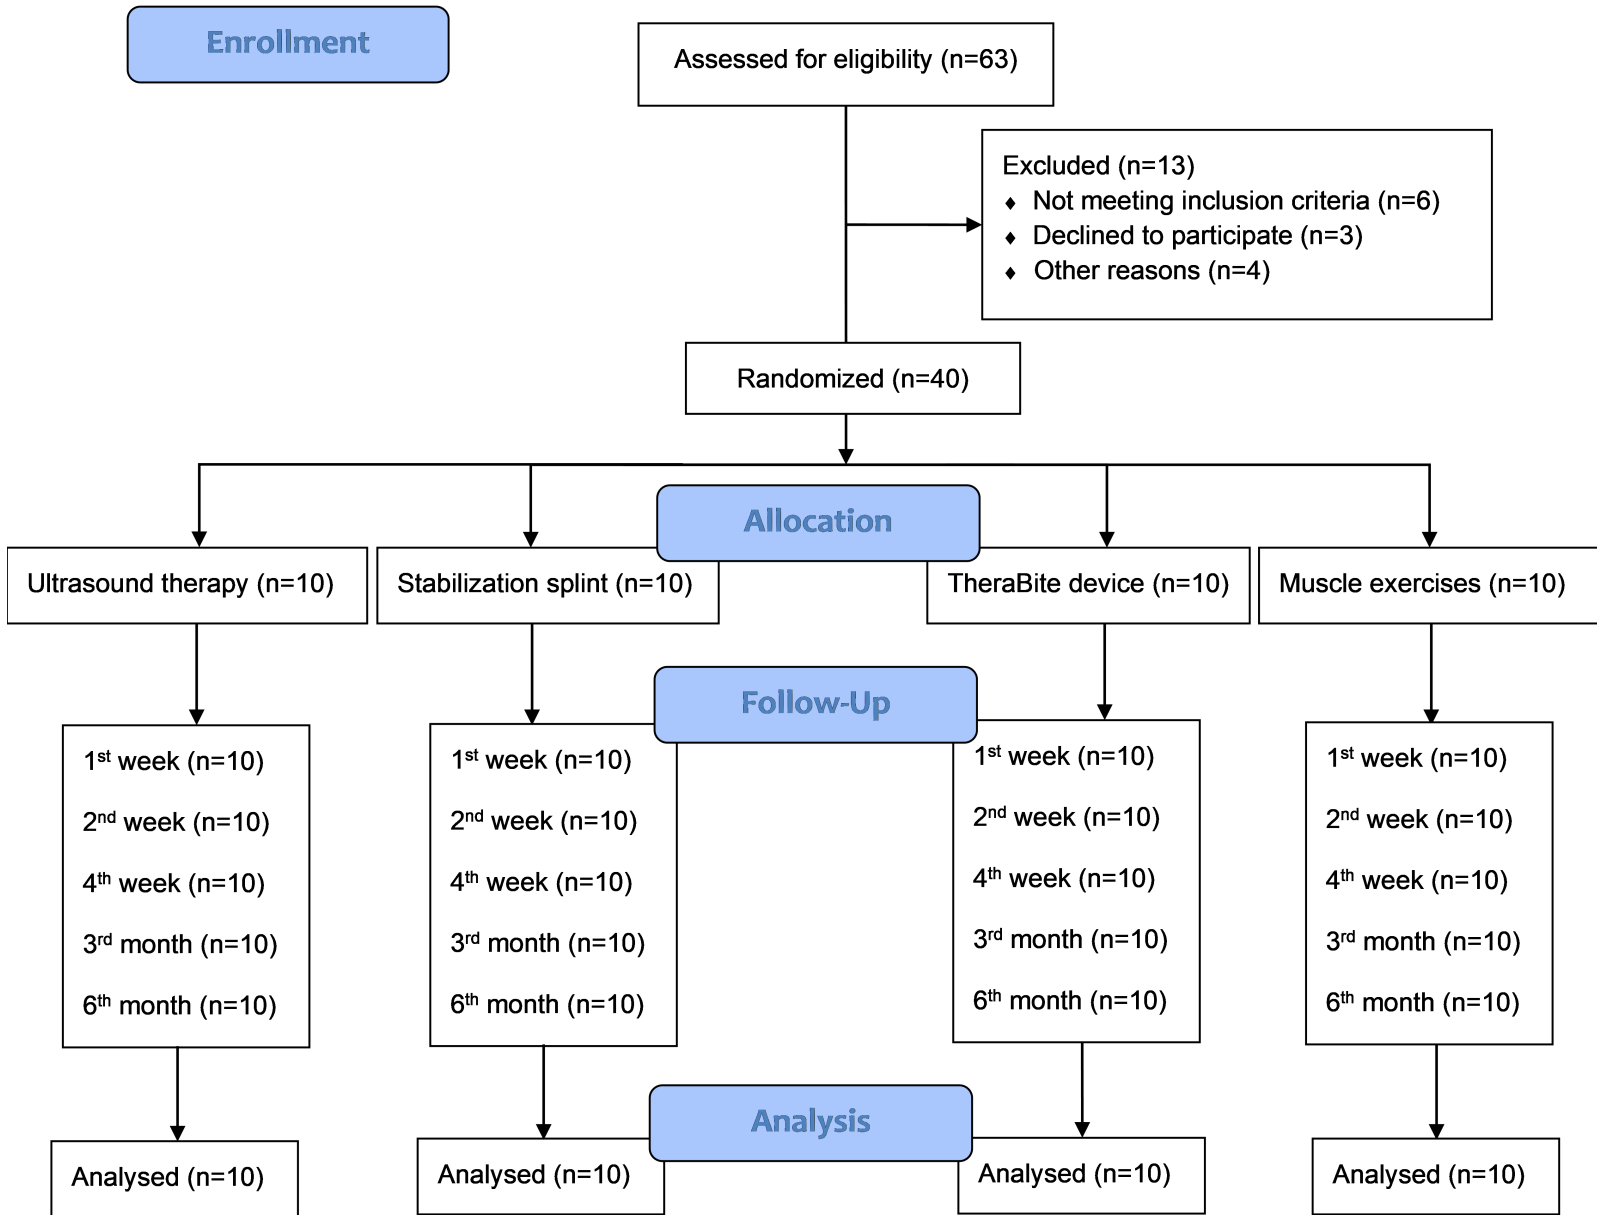 Enrollment
Assessed for eligibility (n=63)
Excluded (n=13)
♦ Not meeting inclusion criteria (n=6)
♦ Declined to participate (n=3)
♦ Other reasons (n=4)
Randomized (n=40)
Allocation
Ultrasound therapy (n=10)
Stabilization splint (n=10)
TheraBite device (n=10)
Muscle exercises (n=10)
Follow-Up
1st week (n=10)
2nd week (n=10)
4th week (n=10)
3rd month (n=10)
6th month (n=10)
1st week (n=10)
2nd week (n=10)
4th week (n=10)
3rd month (n=10)
6th month (n=10)
1st week (n=10)
2nd week (n=10)
4th week (n=10)
3rd month (n=10)
6th month (n=10)
1st week (n=10)
2nd week (n=10)
4th week (n=10)
3rd month (n=10)
6th month (n=10)
Analysis
Analysed (n=10)
Analysed (n=10)
Analysed (n=10)
Analysed (n=10)